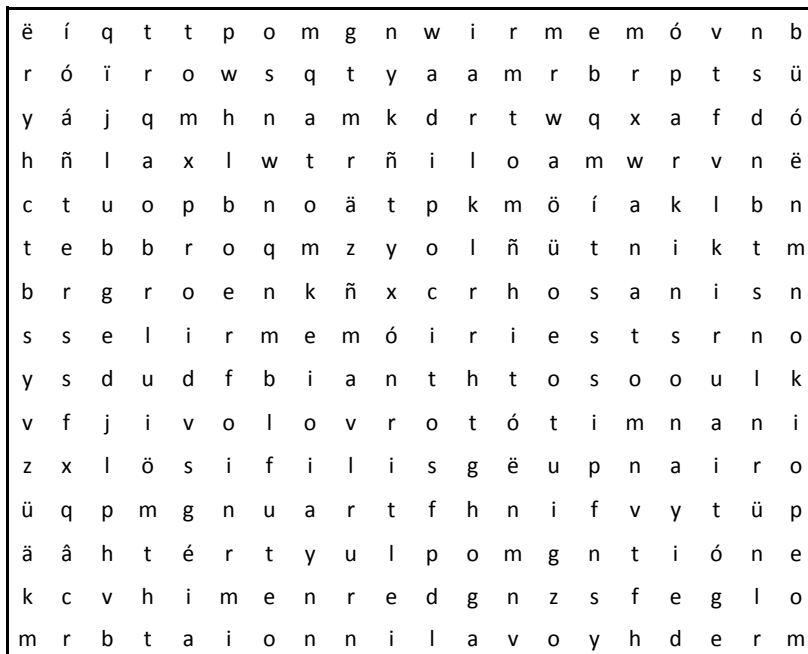 ë í q t t p o m g n w i r m e m ó v n b
r ó ï r o w s q t y a a m r b r p t s ü
y á j q m h n a m k d r t w q x a f d ó
h ñ l a x l w t r ñ i l o a m w r v n ë
c t u o p b n o ä t p k m ö í a k l b n
t e b b r o q m z y o l ñ ü t n i k t m
b r g r o e n k ñ x c r h o s a n i s n
s s e l i r m e m ó i r i e s t s r n o
y s d u d f b i a n t h t o s o o u l k
v f j i v o l o v r o t ó t i m n a n i
z x l ö s i f i l i s g ë u p n a i r o
ü q p m g n u a r t f h n i f v y t ü p
ä â h t é r t y u l p o m g n t i ó n e
k c v h i m e n r e d g n z s f e g l o
m r b t a i o n n i l a v o y h d e r m